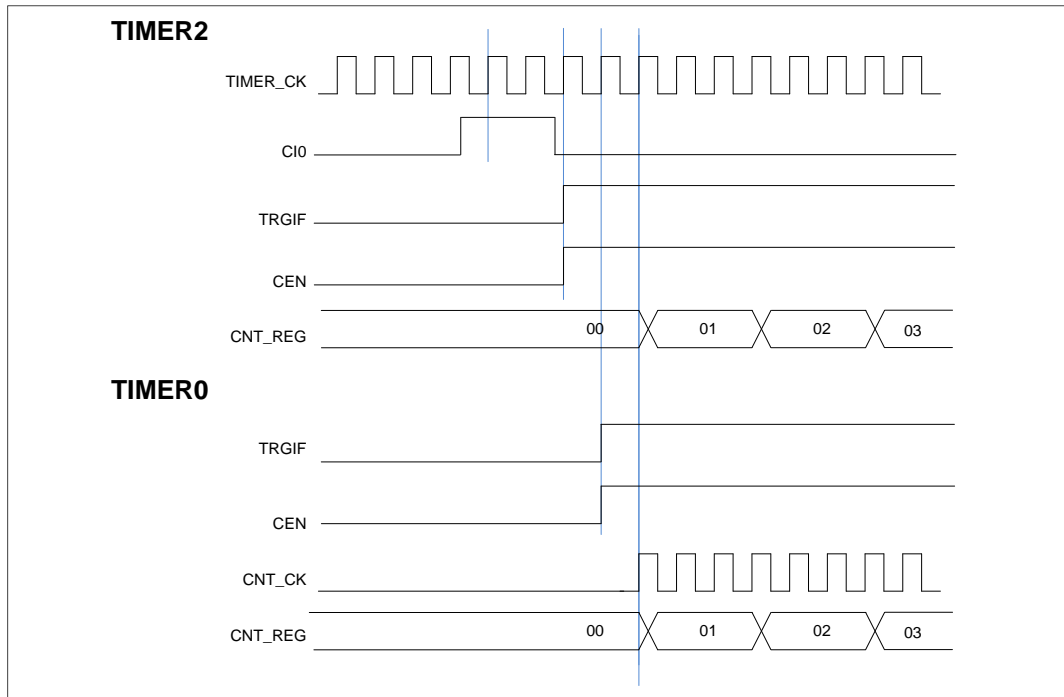 TIMER2
TIMER_CK
CI0
TRGIF
CEN
CNT_REG 00 01 02 03
TIMER0
TRGIF
CEN
CNT_CK
CNT_REG 00 01 02 03